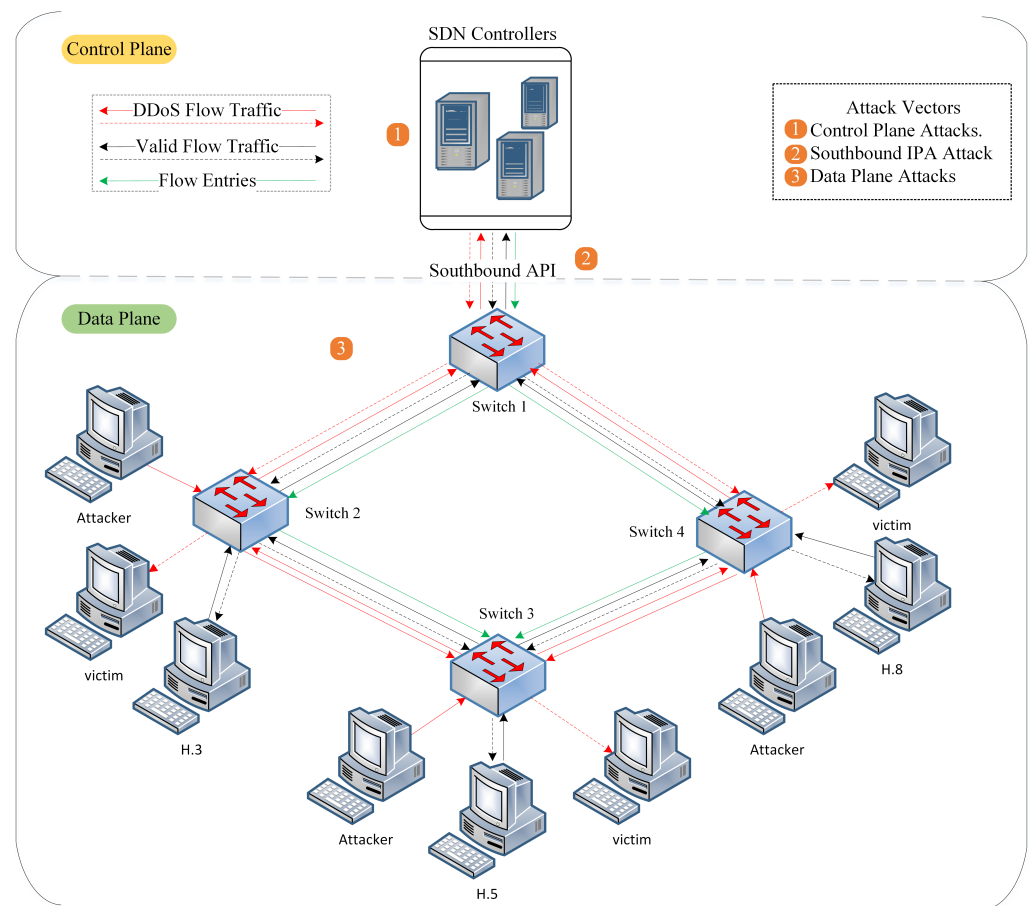 SDN Controllers
Control Plane
DDoS Flow Traffic
Valid Flow Traffic
Flow Entries
1
Attack Vectors
1 Control Plane Attacks.
2 Southbound IPA Attack
3 Data Plane Attacks
2
Southbound API
Data Plane
3
Switch 1
Attacker
Switch 2
Switch 4
victim
victim
Switch 3
H.3
H.8
Attacker
Attacker
victim
H.5